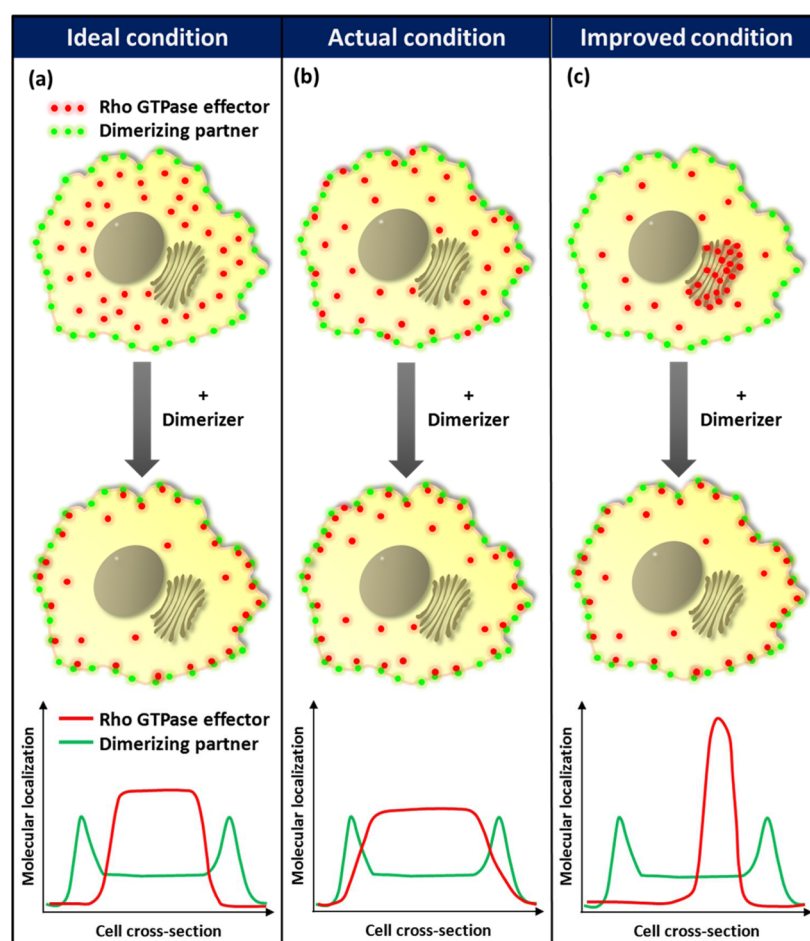 Ideal condition
Actual condition
Improved condition
(a)
Rho GTPase effector
Dimerizing partner
(b)
(c)
+
Dimerizer
+
Dimerizer
+
Dimerizer
Molecular localization
Rho GTPase effector
Dimerizing partner
Cell cross-section
Molecular localization
Cell cross-section
Molecular localization
Cell cross-section